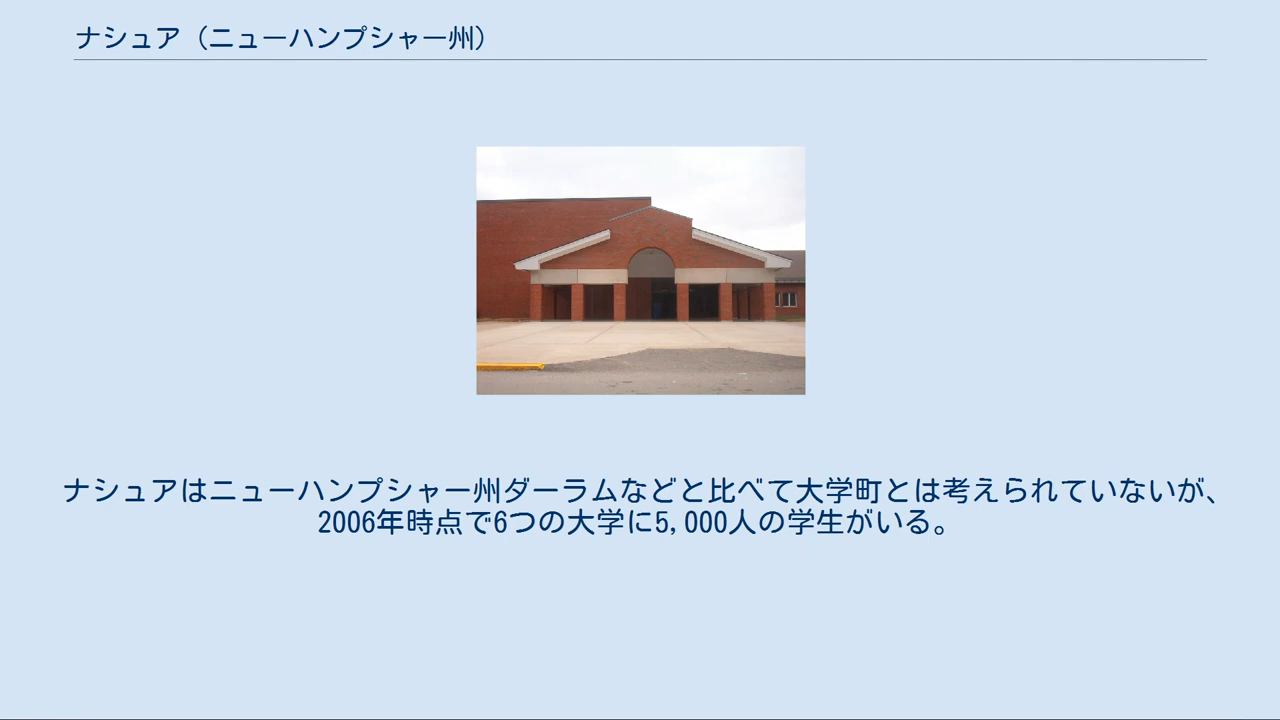 ナシュア（ニューハンプシャー州）
ナシュアはニューハンプシャー州ダーラムなどと比べて大学町とは考えられていないが、
2006年時点で6つの大学に5,000人の学生がいる。